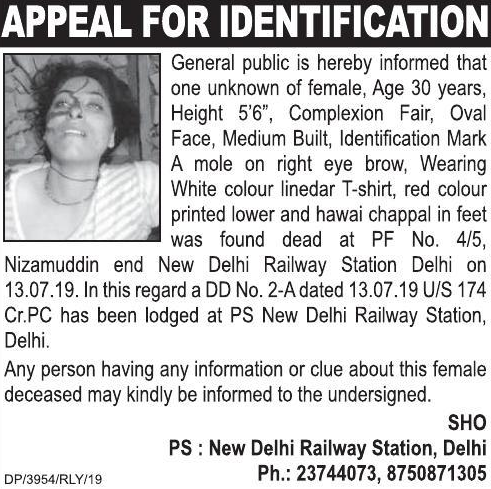 APPEAL FOR IDENTIFICATION
General public is hereby informed that
one unknown of female, Age 30 years,
Height 5'6”, Complexion Fair, Oval
Face, Medium Built, Identification Mark
A mole on right eye brow, Wearing
White colour linedar T-shirt, red colour
printed lower and hawai chappal in feet
was found dead at PF No. 4/5,
Nizamuddin end New Delhi Railway Station Delhi on
13.07.19. In this regard a DD No. 2-A dated 13.07.19 U/S 174
Cr.PC has been lodged at PS New Delhi Railway Station,
Delhi.
Any person having any information or clue about this female
deceased may kindly be informed to the undersigned.
SHO
PS : New Delhi Railway Station, Delhi
DP/3954/RLY/19 Ph.: 23744073, 8750871305